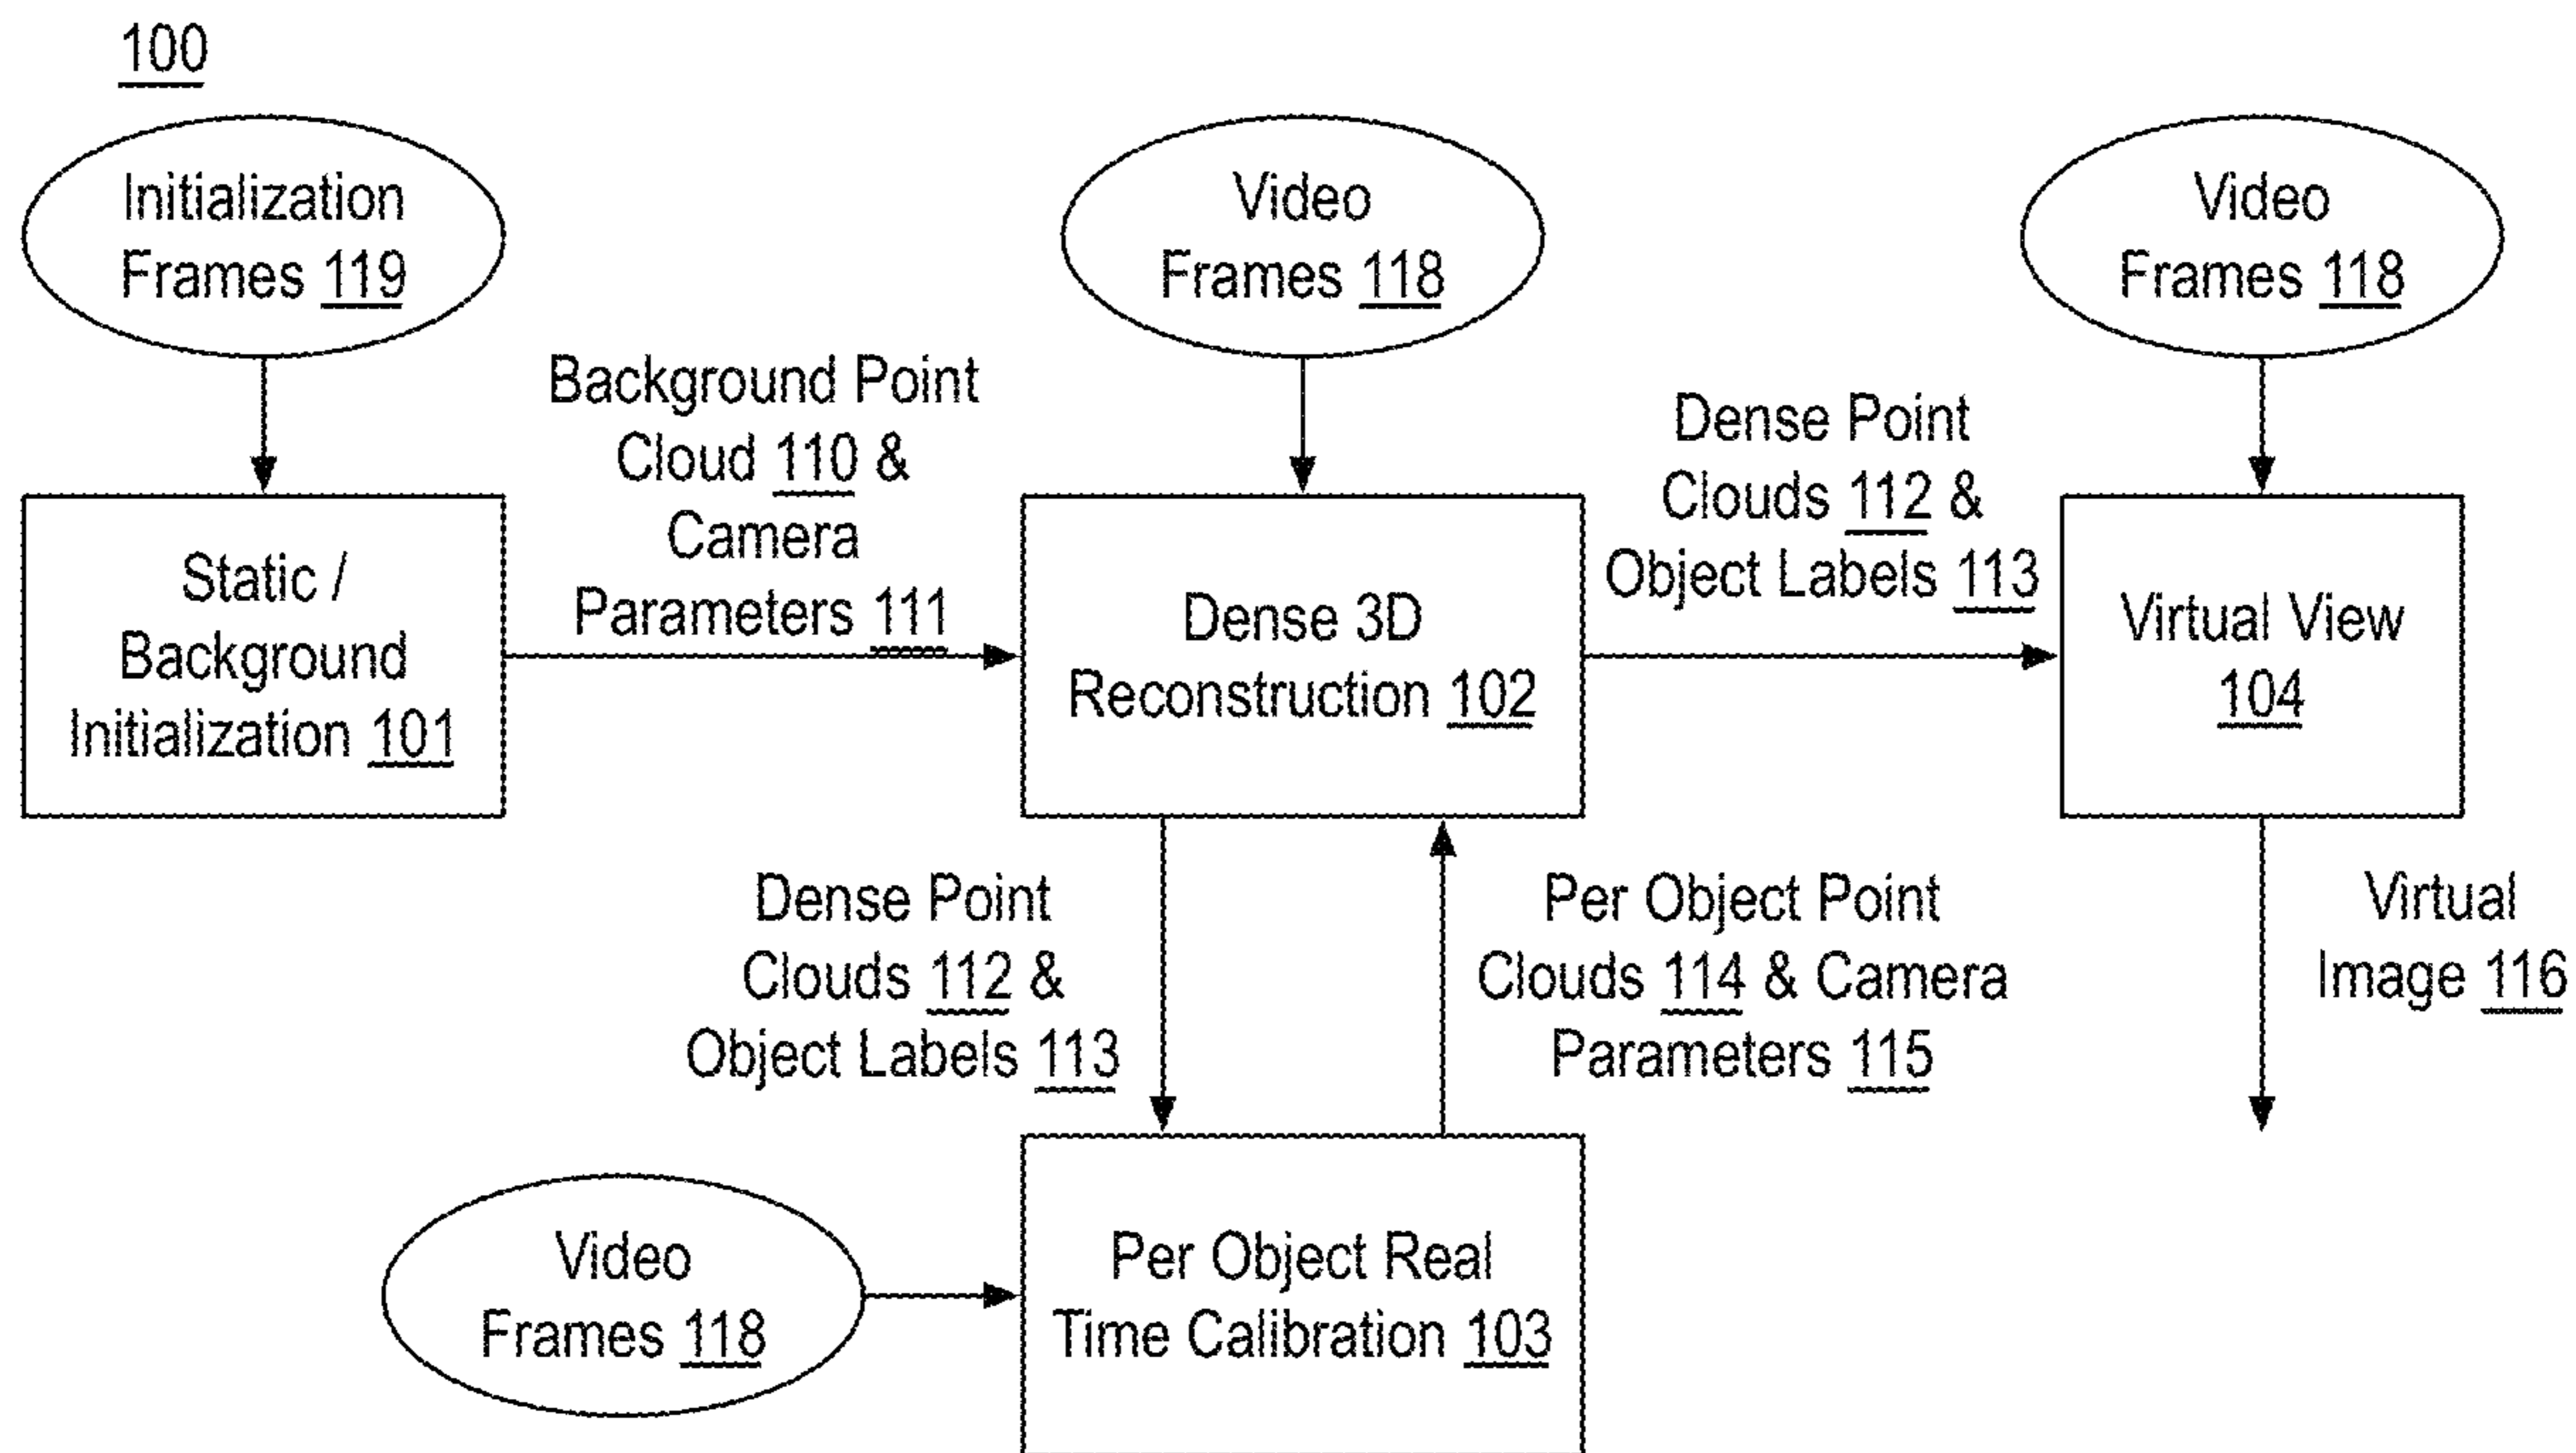 100
Initialization
Frames 119
Video
Frames 118
Video
Frames 118
Background Point
Cloud 110 &
Camera
Parameters 111
Dense Point
Clouds 112 &
Object Labels 113
Static /
Background
Initialization 101
Dense 3D
Reconstruction 102
Virtual View
104
Dense Point
Clouds 112 &
Object Labels 113
Per Object Point
Clouds 114 & Camera
Parameters 115
Virtual
Image 116
Video
Frames 118
Per Object Real
Time Calibration 103